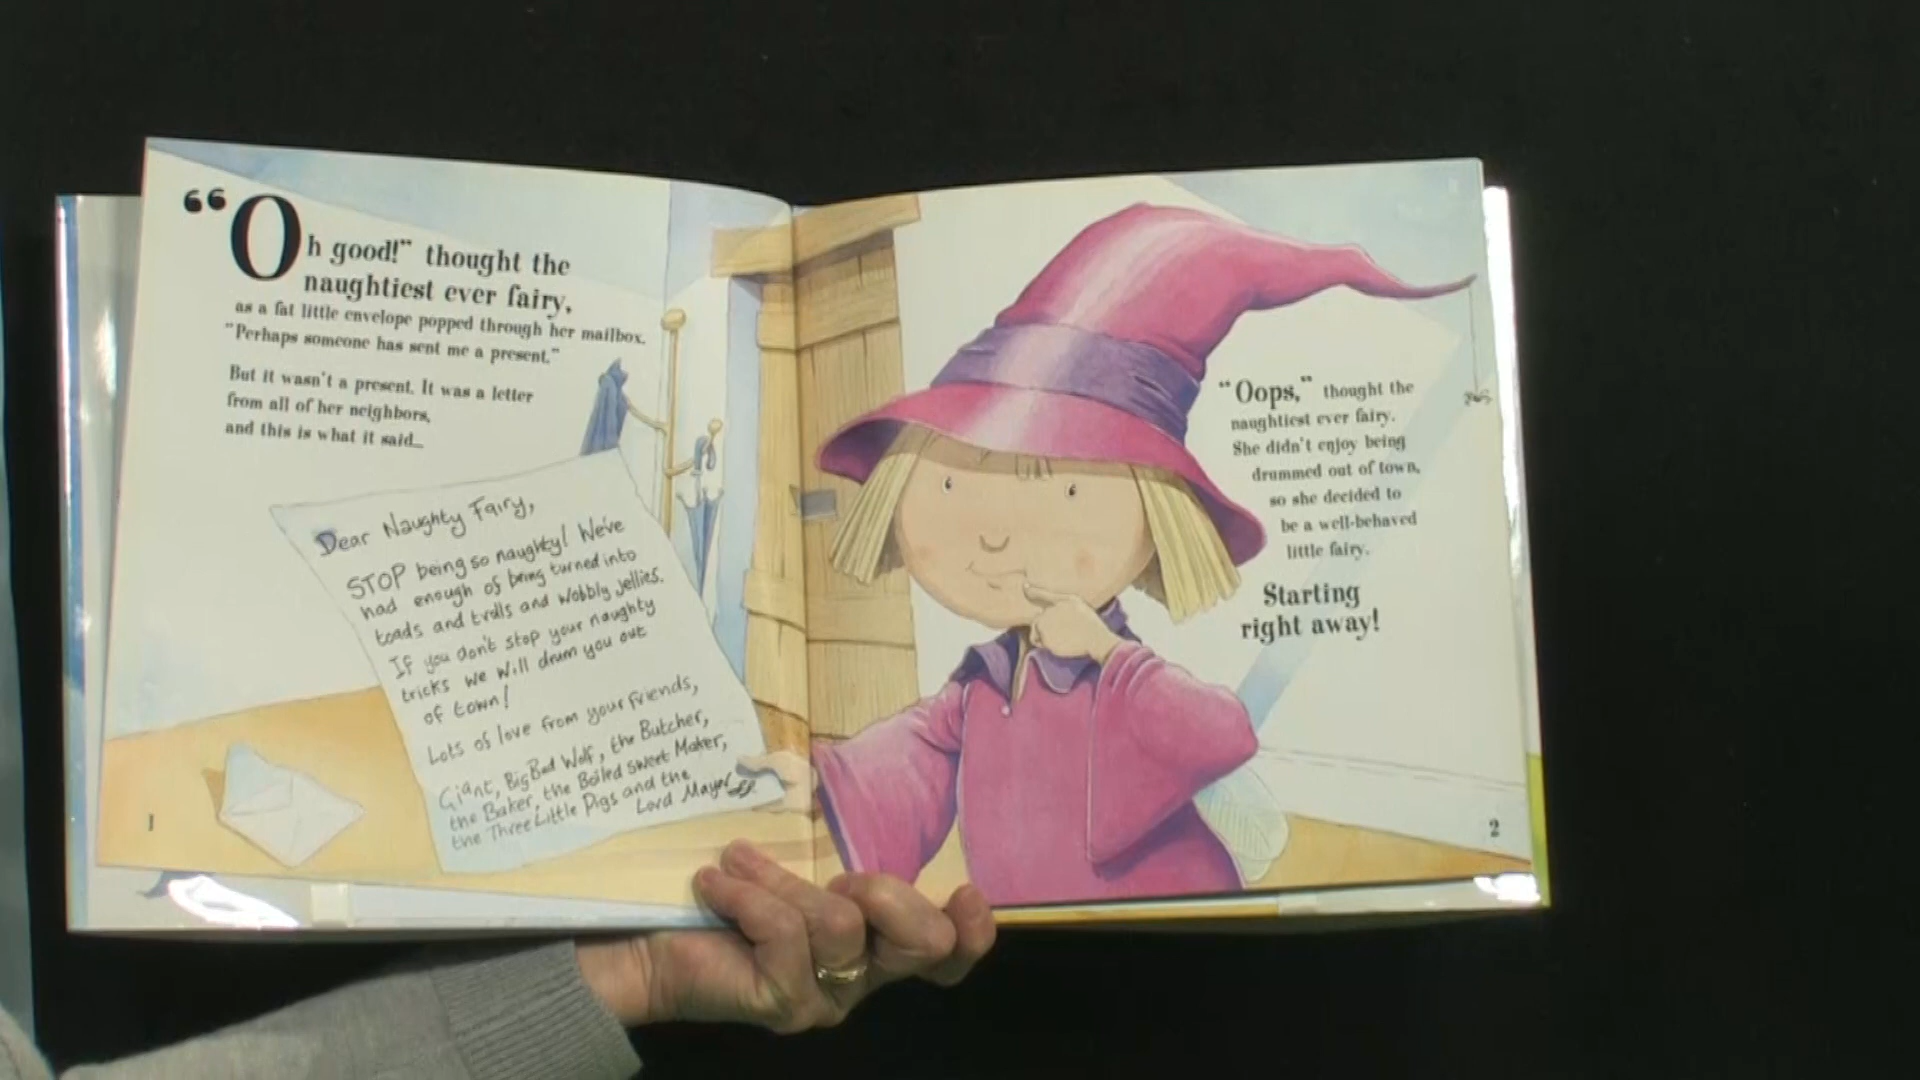 “Oh good!” thought the
naughtiest ever fairy,
as a fat little envelope popped through her mailbox.
“Perhaps someone has sent me a present.”
But it wasn't a present. It was a letter
from all of her neighbors,
and this is what it said...
Dear Naughty Fairy,
STOP being so naughty! We've
had enough of being turned into
toads and trolls and wobbly jellies.
If you don't stop your naughty
tricks we will drum you out
of town!
Lots of love from your friends,
Giant, Big Bad Wolf, the Butcher,
the Baker, the Boiled sweet Maker,
the Three Little Pigs and the
Lord Mayor
1
“Oops,” thought the
naughtiest ever fairy.
She didn't enjoy being
drummed out of town,
so she decided to
be a well-behaved
little fairy.
Starting
right away!
2